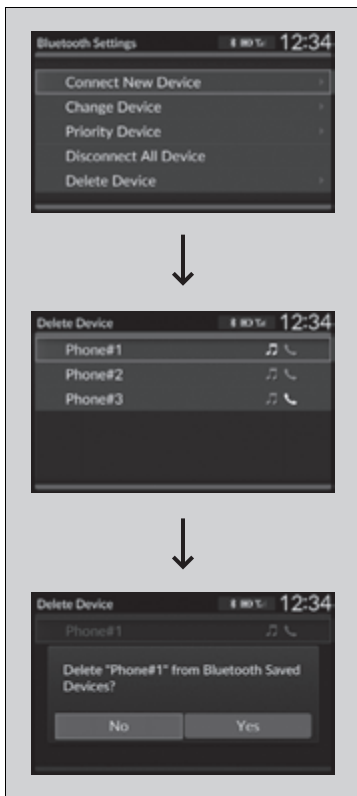 Bluetooth Settings 12:34
Connect New Device
Change Device
Priority Device
Disconnect All Device
Delete Device
Delete Device 12:34
Phone#1
Phone#2
Phone#3
Delete Device 12:34
Phone#1
Delete "Phone#1" from Bluetooth Saved
Devices?
No Yes